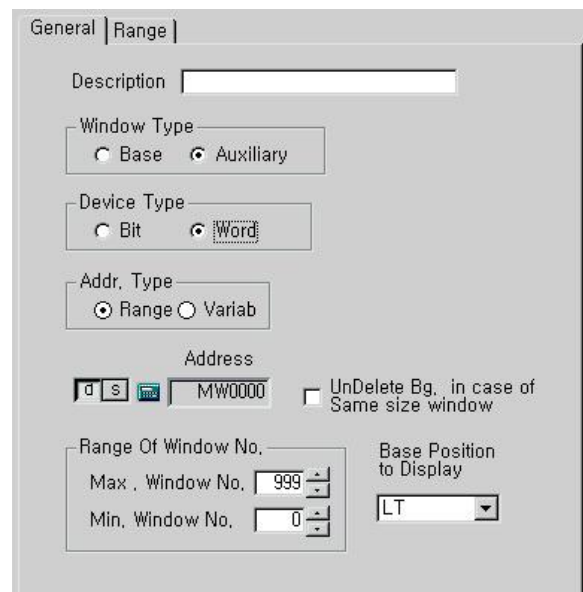 General Range
Description
Window Type
Base Auxiliary
Device Type
Bit Word
Addr, Type
Range Variab
Address
d s MW0000
UnDelete Bg, in case of
Same size window
Range Of Window No,
Max , Window No, 999
Min, Window No, 0
Base Position
to Display
LT